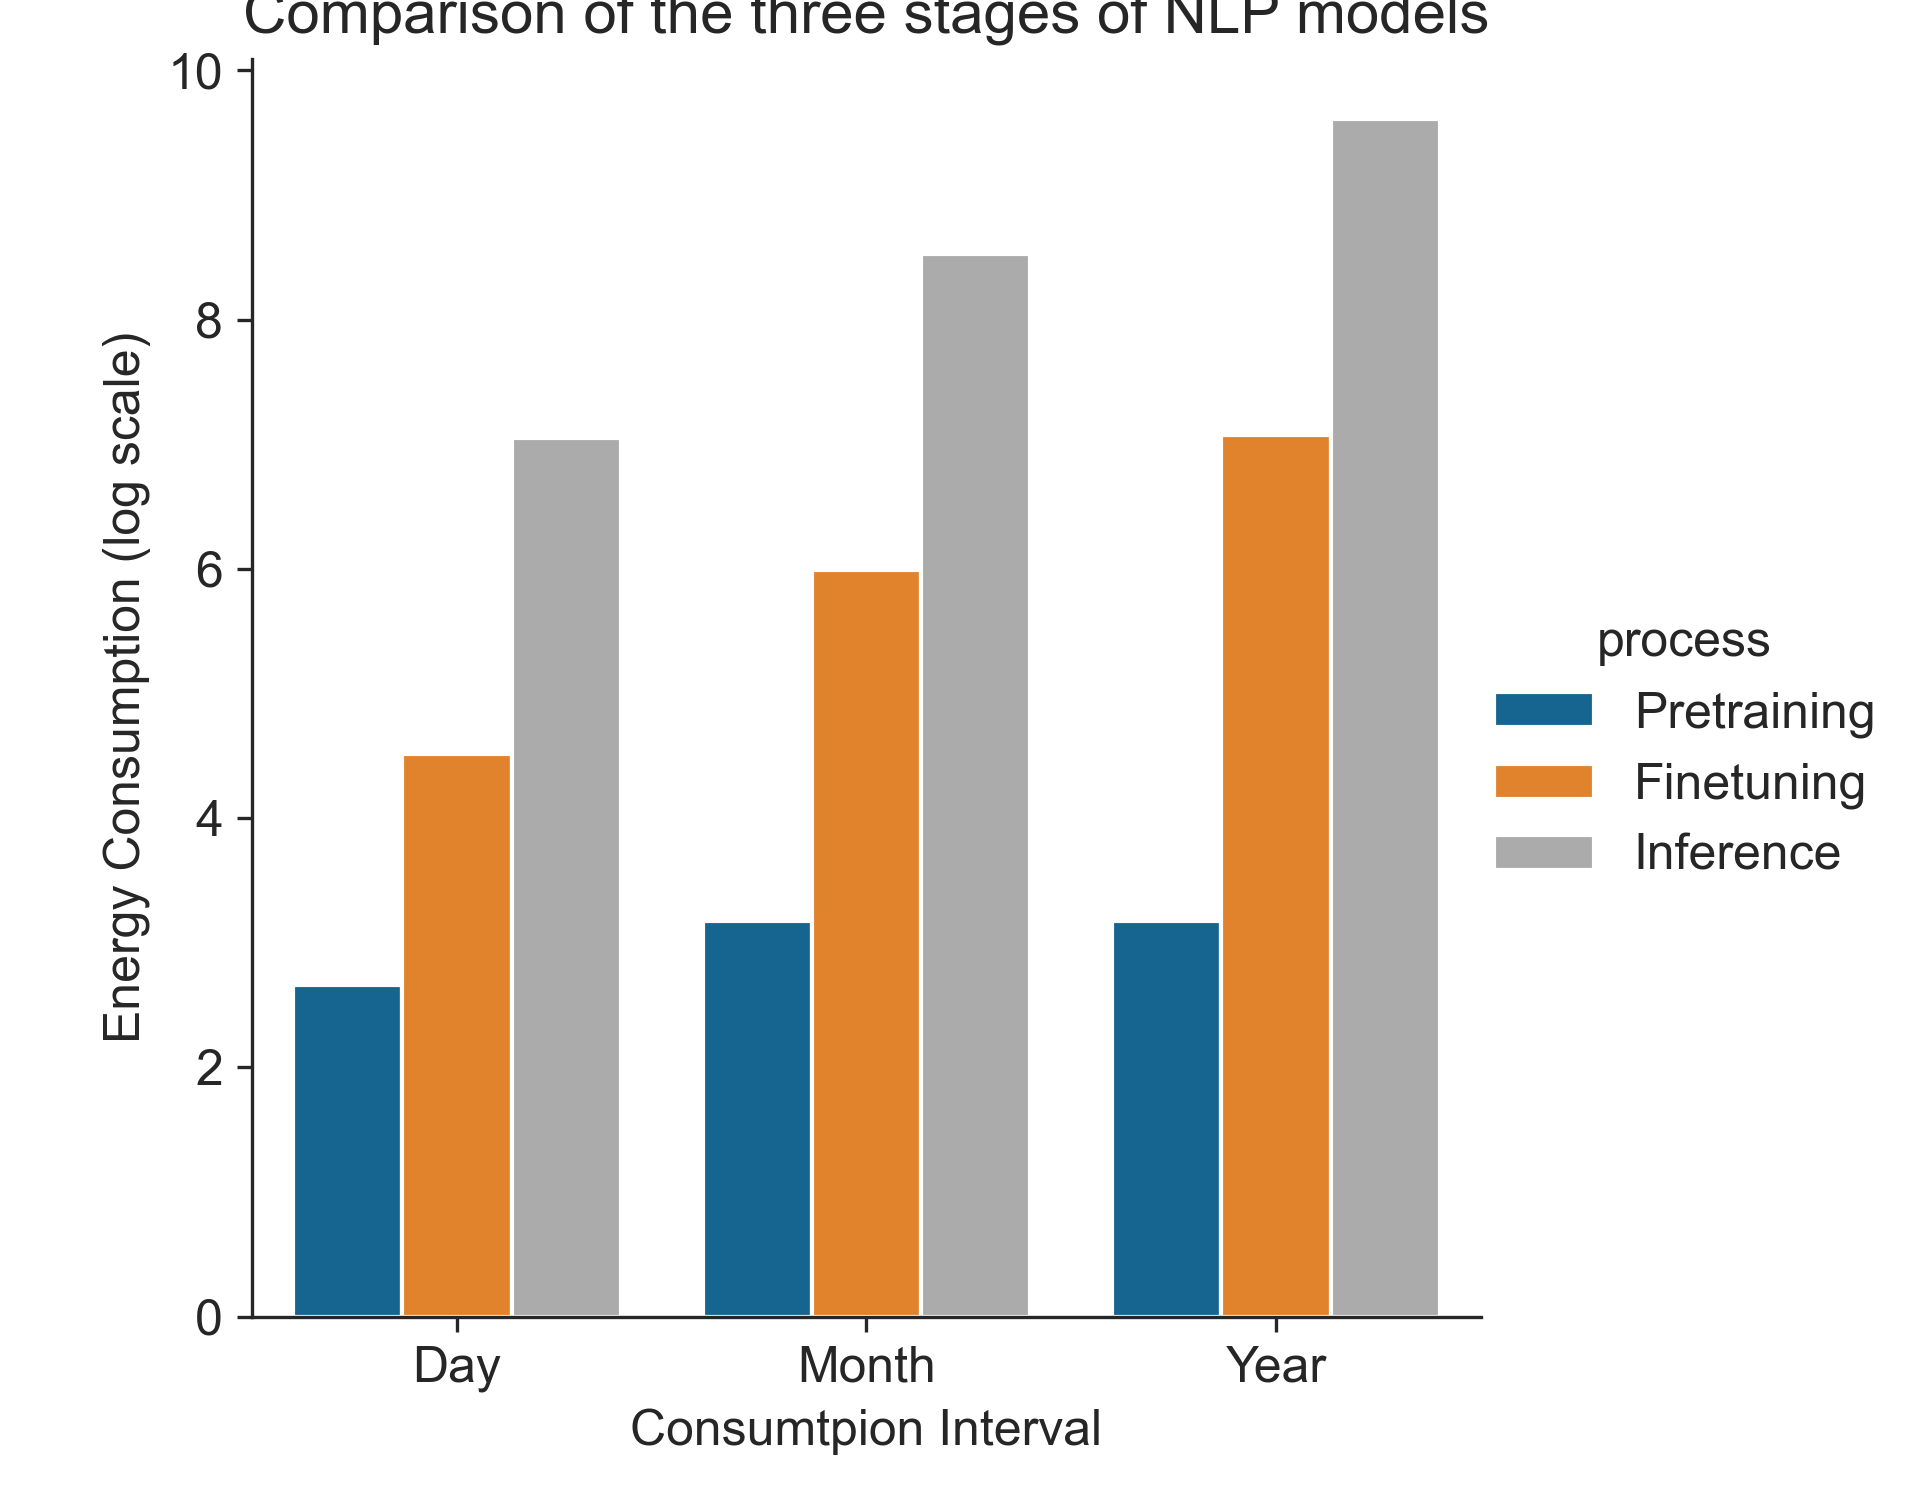 Comparison of the three stages of NLP models
Energy Consumption (log scale)
10
8
6
4
2
0
Day Month Year
Consumtpion Interval
process
Pretraining
Finetuning
Inference